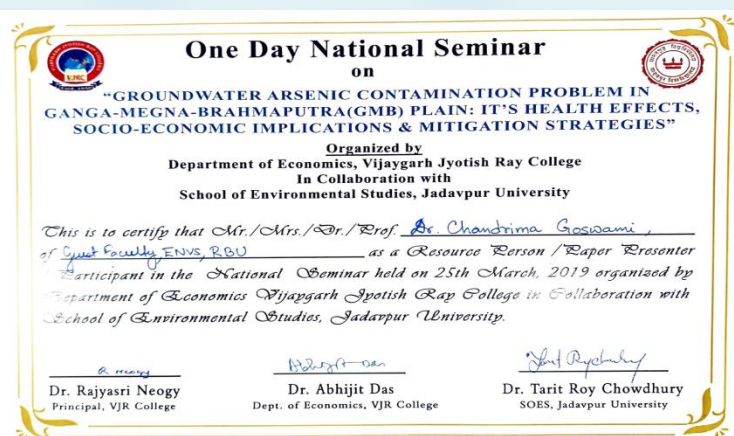 One Day National Seminar
on
“GROUNDWATER ARSENIC CONTAMINATION PROBLEM IN
GANGA-MEGNA-BRAHMAPUTRA(GMB) PLAIN: IT’S HEALTH EFFECTS,
SOCIO-ECONOMIC IMPLICATIONS & MITIGATION STRATEGIES”
Organized by
Department of Economics, Vijaygarh Jyotish Ray College
In Collaboration with
School of Environmental Studies, Jadavpur University
This is to certify that Mr./Mrs./Dr./Prof. Dr. Chandrima Goswami,
of Guest Faculty, ENVS, RBU as a Resource Person / Paper Presenter
/ Participant in the National Seminar held on 25th March, 2019 organized by
Department of Economics Vijaygarh Jyotish Ray College in Collaboration with
School of Environmental Studies, Jadavpur University.
R Neogy Abhijit Das
Dr. Rajyasri Neogy Dr. Abhijit Das Dr. Tarit Roy Chowdhury
Principal, VJR College Dept. of Economics, VJR College SOES, Jadavpur University
VJRC